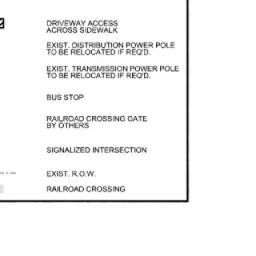 DRIVEWAY ACCESS
ACROSS SIDEWALK
EXIST. DISTRIBUTION POWER POLE
TO BE RELOCATED IF REQ'D.
EXIST. TRANSMISSION POWER POLE
TO BE RELOCATED IF REQ'D.
BUS STOP
RAILROAD CROSSING GATE
BY OTHERS
SIGNALIZED INTERSECTION
EXIST. R.O.W.
RAILROAD CROSSING